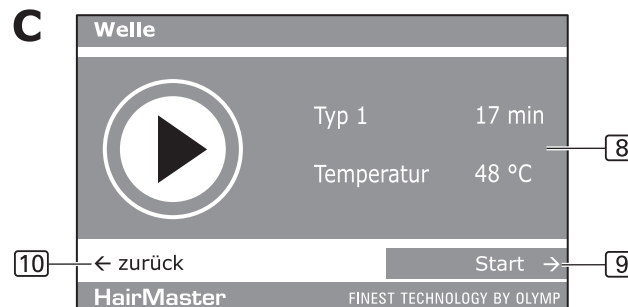 C
Welle
Typ 1 17 min
8
Temperatur 48 °C
10 ← zurück Start → 9
HairMaster FINEST TECHNOLOGY BY OLYMP